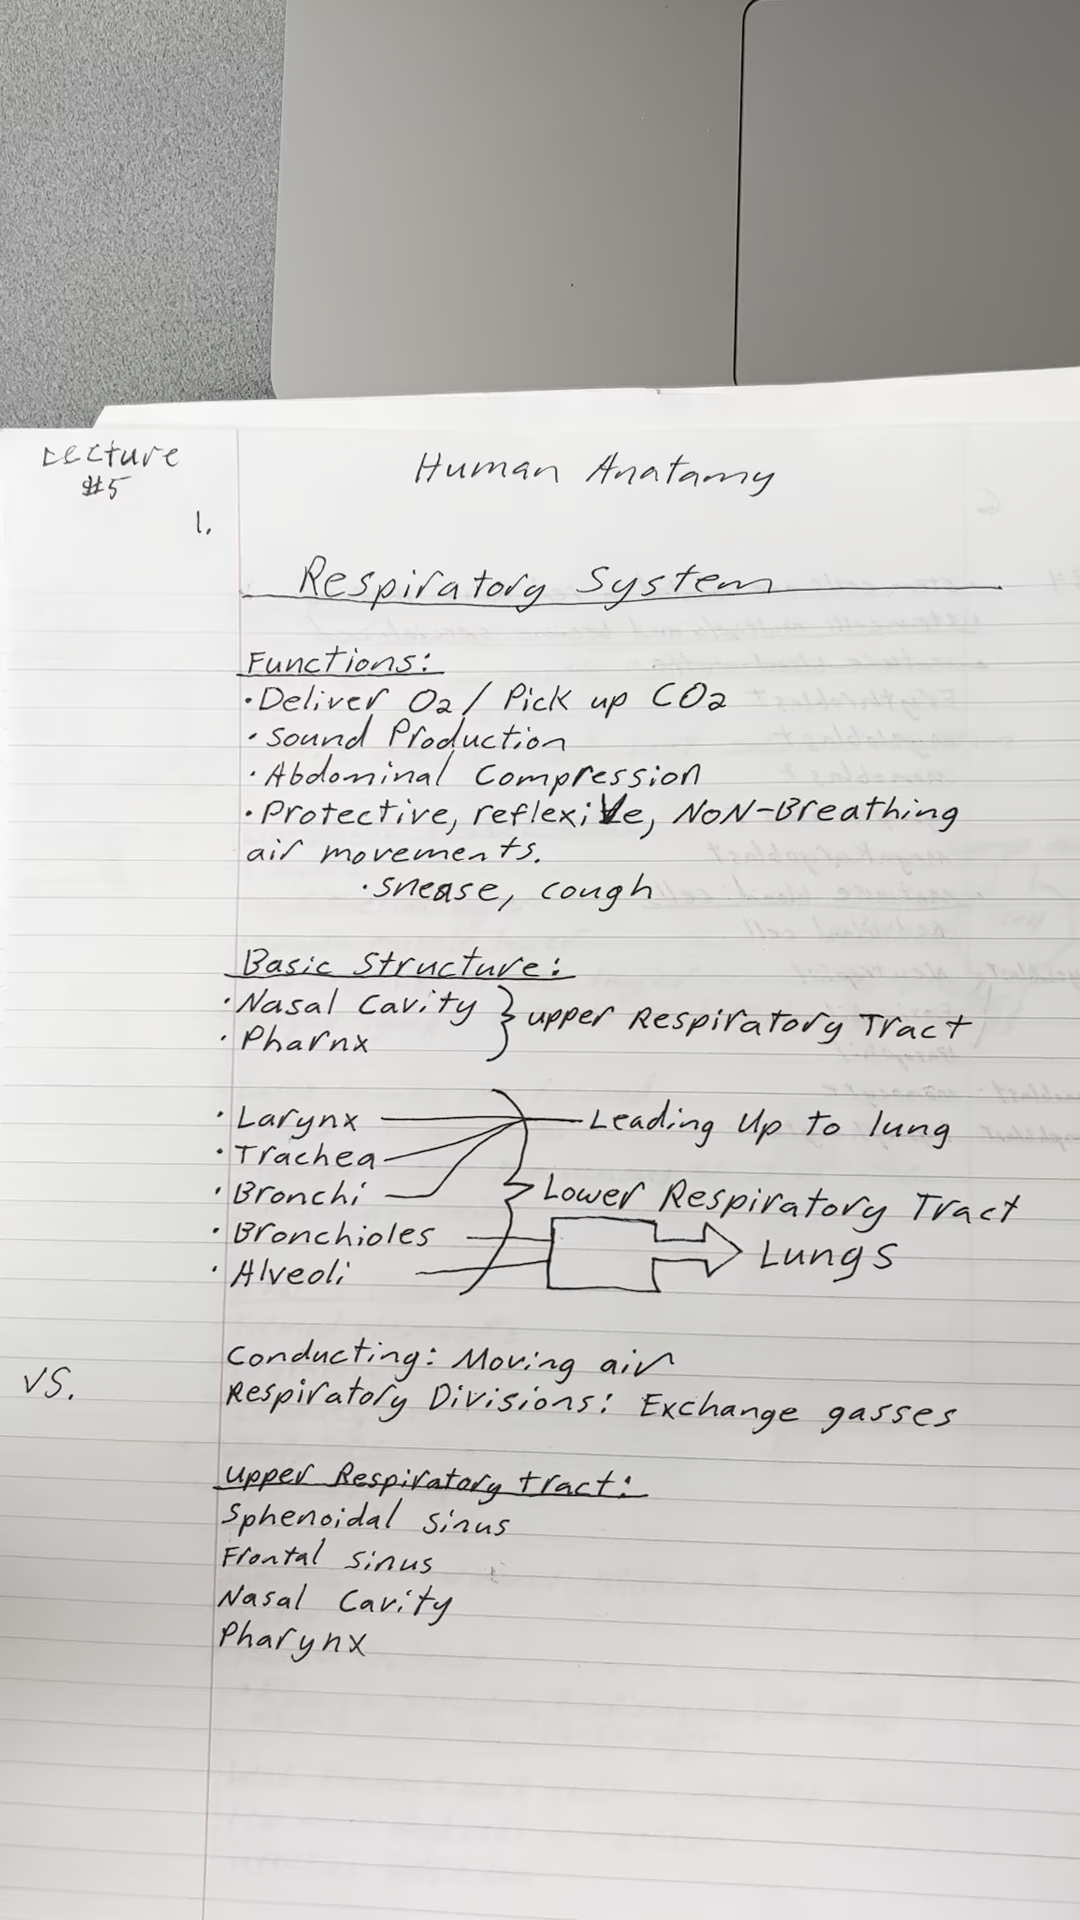 Lecture
#5
Human Anatamy
1.
Respiratory System
Functions:
· Deliver O2 / Pick up CO2
· Sound Production
· Abdominal Compression
· Protective, reflexive, NON-Breathing
air movements.
· snease, cough
Basic Structure:
· Nasal Cavity
· Pharnx
} upper Respiratory Tract
· Larynx
Leading Up to lung
· Trachea
· Bronchi
Lower Respiratory Tract
· Bronchioles
Lungs
· Alveoli
Conducting: Moving air
vs.
Respiratory Divisions: Exchange gasses
upper Respiratory tract:
Sphenoidal sinus
Frontal sinus
Nasal Cavity
Pharynx